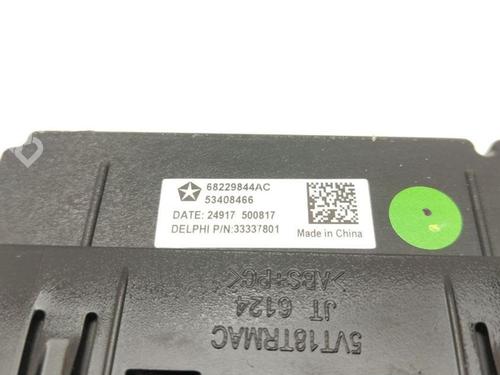 68229844AC
53408466
DATE: 24917 500817
DELPHI P/N:33337801
Made in China
>ABS+PC<
JT 6124
5VT18TRMAC